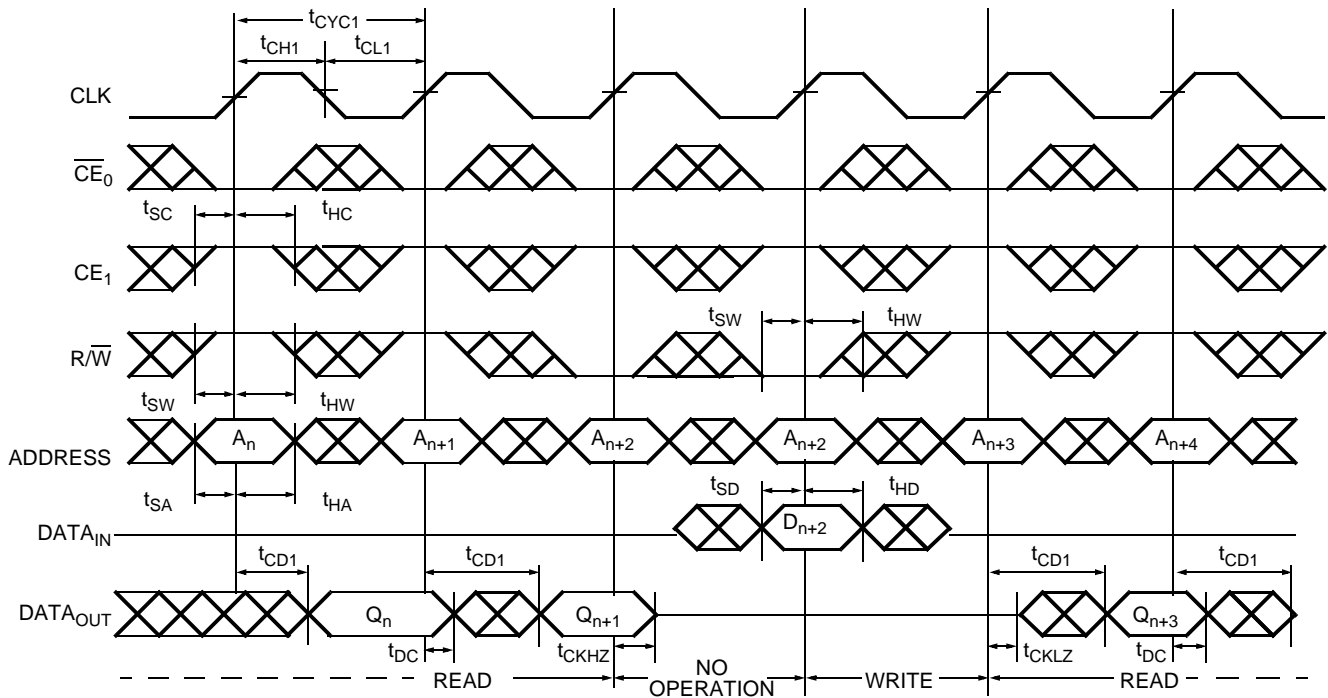 tCYC1
tCH1 tCL1
CLK
CE0
tSC tHC
CE1
tSW tHW
R/W
tSW tHW
ADDRESS An An+1 An+2 An+2 An+3 An+4
tSA tHA tSD tHD
DATAIN Dn+2
tCD1 tCD1 tCD1 tCD1
DATAOUT Qn Qn+1 Qn+3
tDC tCKHZ tCKLZ tDC
READ NO OPERATION WRITE READ